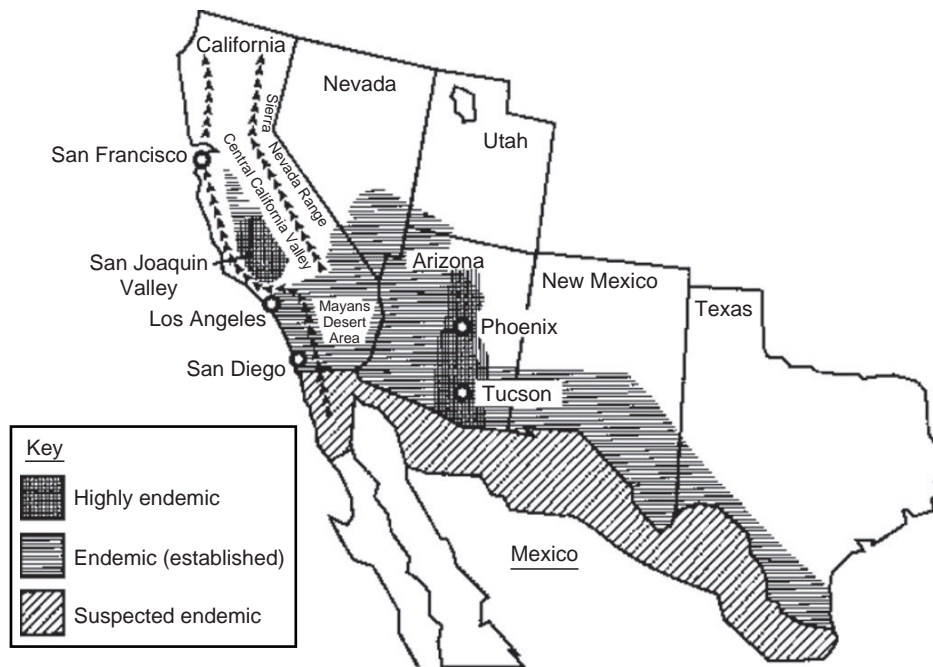 California
Nevada
Utah
Sierra
Nevada Range
Central California Valley
San Francisco
San Joaquin
Valley
Arizona
New Mexico
Texas
Mayans
Desert
Area
Los Angeles
Phoenix
San Diego
Tucson
Mexico
Key
Highly endemic
Endemic (established)
Suspected endemic